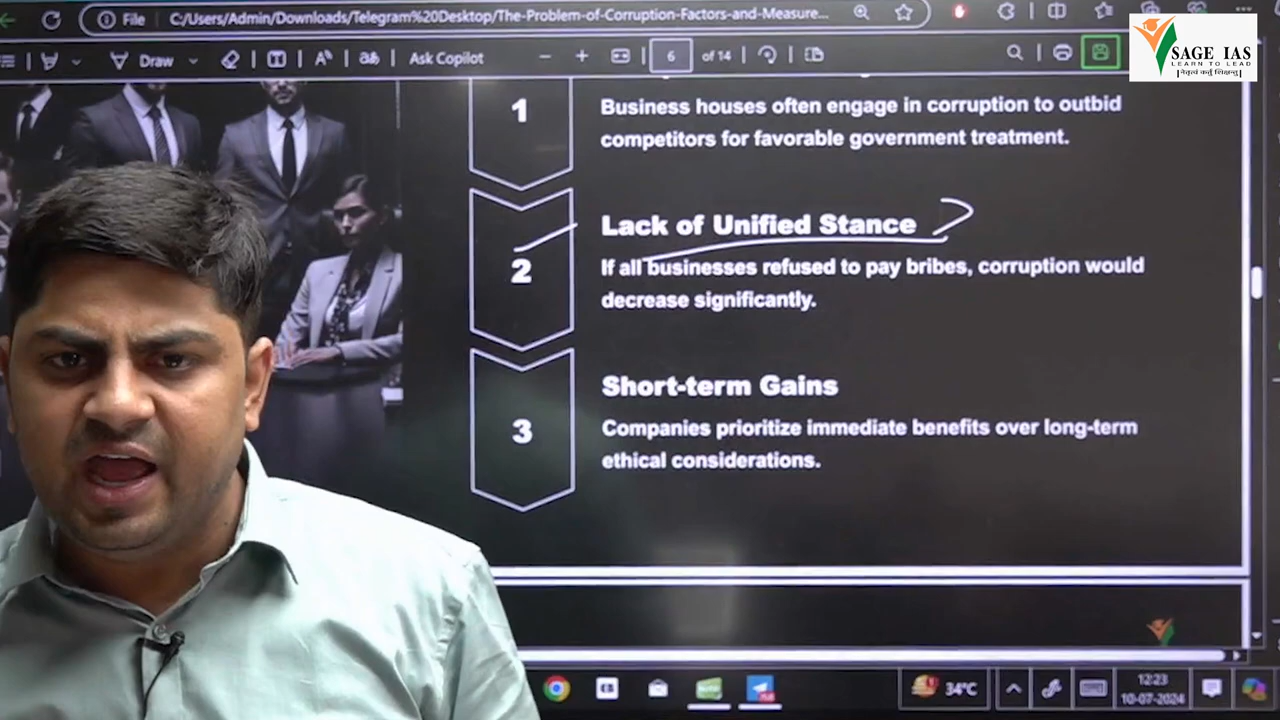 File
C:/Users/Admin/Downloads/Telegram%20Desktop/The-Problem-of-Corruption-Factors-and-Measure...
Draw
Ask Copilot
6
of 14
SAGE IAS
LEARN TO LEAD
1
Business houses often engage in corruption to outbid
competitors for favorable government treatment.
2
Lack of Unified Stance
If all businesses refused to pay bribes, corruption would
decrease significantly.
3
Short-term Gains
Companies prioritize immediate benefits over long-term
ethical considerations.
34°C
12:23
10-07-2024